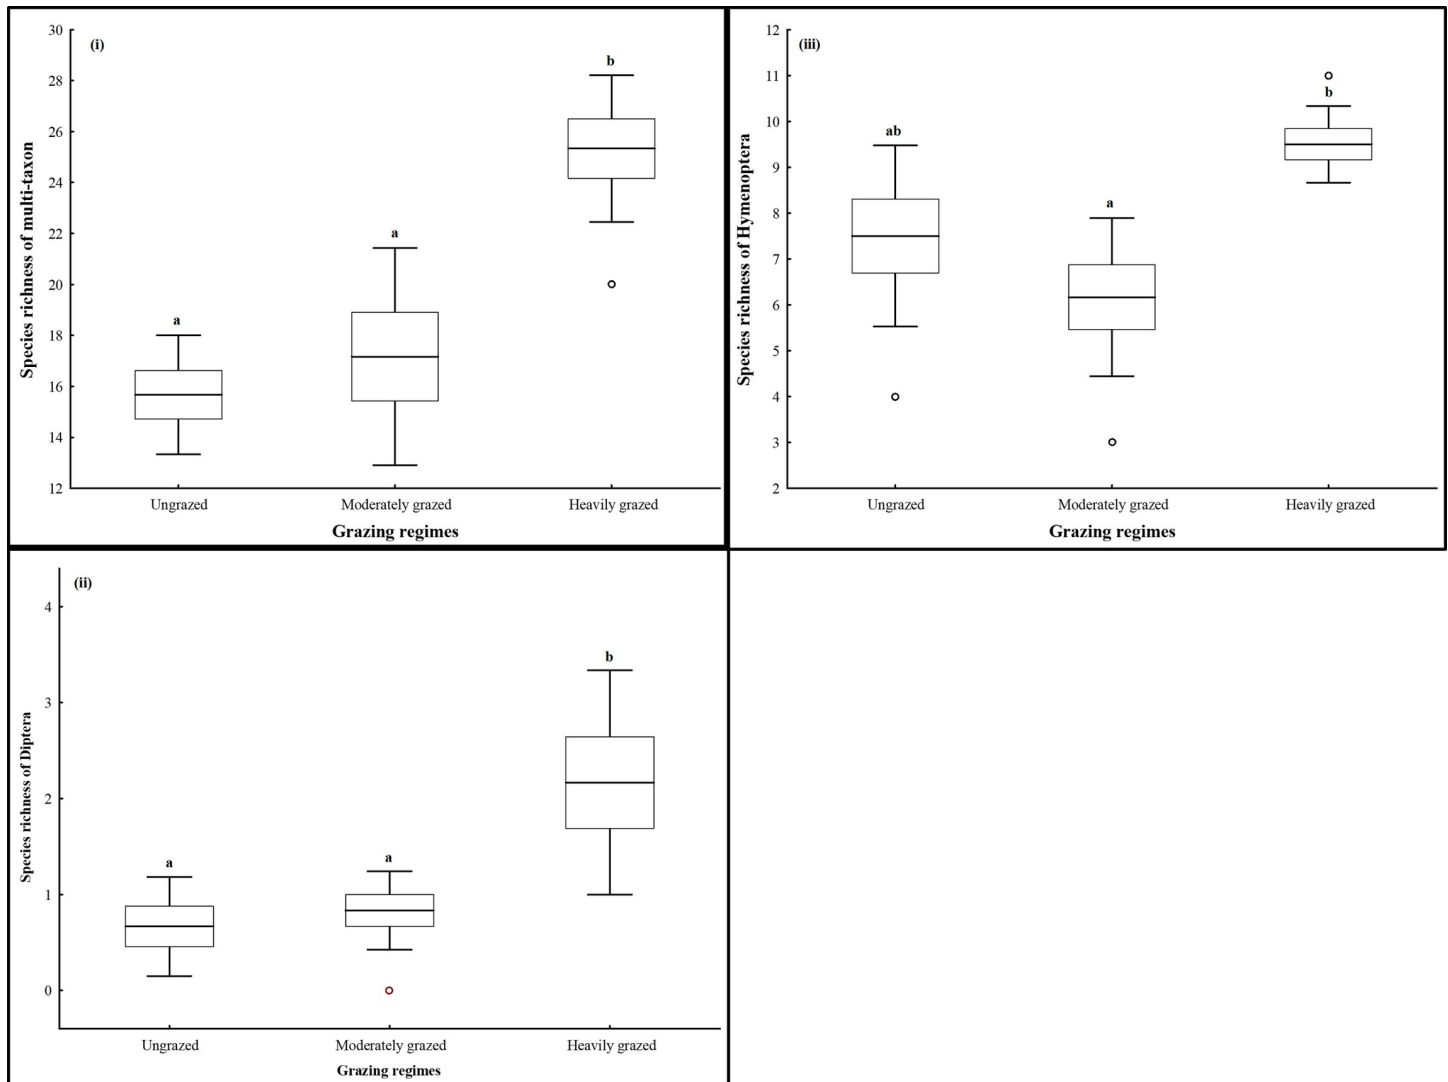 (i)
Species richness of multi-taxon
30
28
26
24
22
20
18
16
14
12
a
a
b
Ungrazed Moderately grazed Heavily grazed
Grazing regimes
(iii)
Species richness of Hymenoptera
12
11
10
9
8
7
6
5
4
3
2
ab
a
b
Ungrazed Moderately grazed Heavily grazed
Grazing regimes
(ii)
Species richness of Diptera
4
3
2
1
0
a
a
b
Ungrazed Moderately grazed Heavily grazed
Grazing regimes